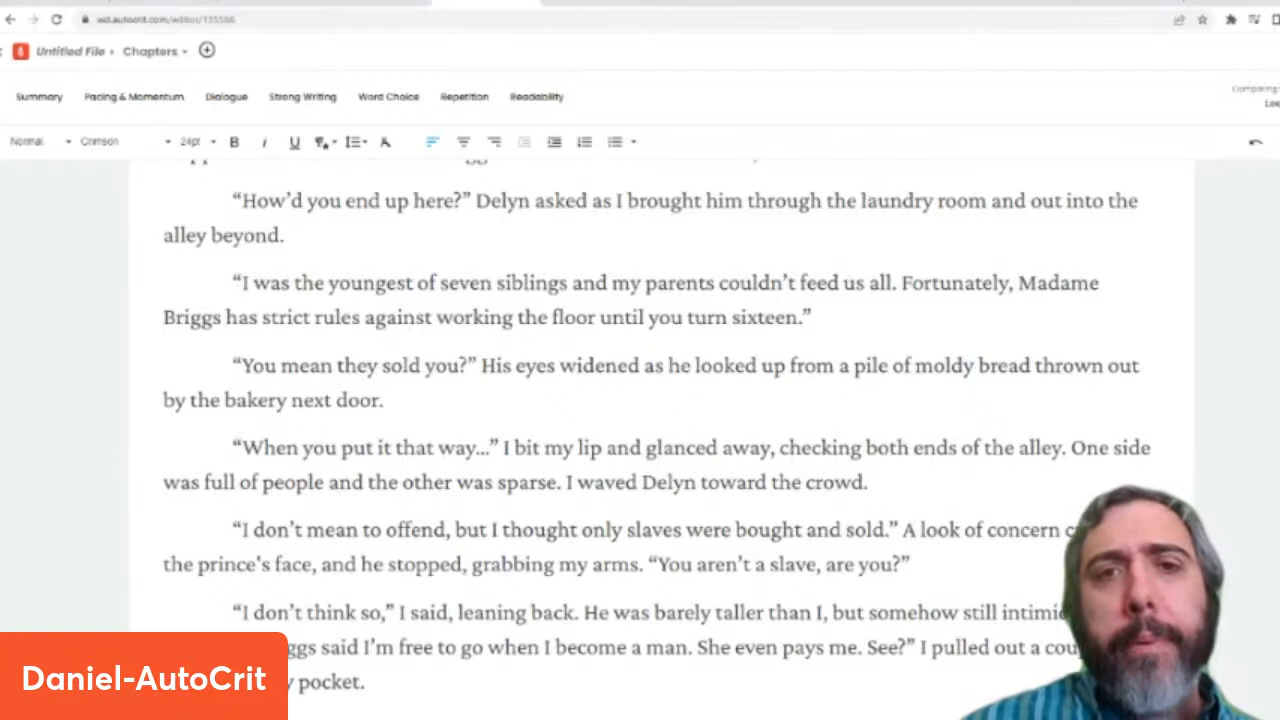 wd.autocrit.com/editor/135586
Untitled File Chapters
Summary Pacing & Momentum Dialogue Strong Writing Word Choice Repetition Readability
Comparing
Normal Crimson 24pt B i U
“How’d you end up here?” Delyn asked as I brought him through the laundry room and out into the
alley beyond.
“I was the youngest of seven siblings and my parents couldn’t feed us all. Fortunately, Madame
Briggs has strict rules against working the floor until you turn sixteen.”
“You mean they sold you?” His eyes widened as he looked up from a pile of moldy bread thrown out
by the bakery next door.
“When you put it that way...” I bit my lip and glanced away, checking both ends of the alley. One side
was full of people and the other was sparse. I waved Delyn toward the crowd.
“I don’t mean to offend, but I thought only slaves were bought and sold.” A look of concern
the prince's face, and he stopped, grabbing my arms. “You aren’t a slave, are you?”
“I don’t think so,” I said, leaning back. He was barely taller than I, but somehow still
said I’m free to go when I become a man. She even pays me. See?” I pulled out a
pocket.
Daniel-AutoCrit